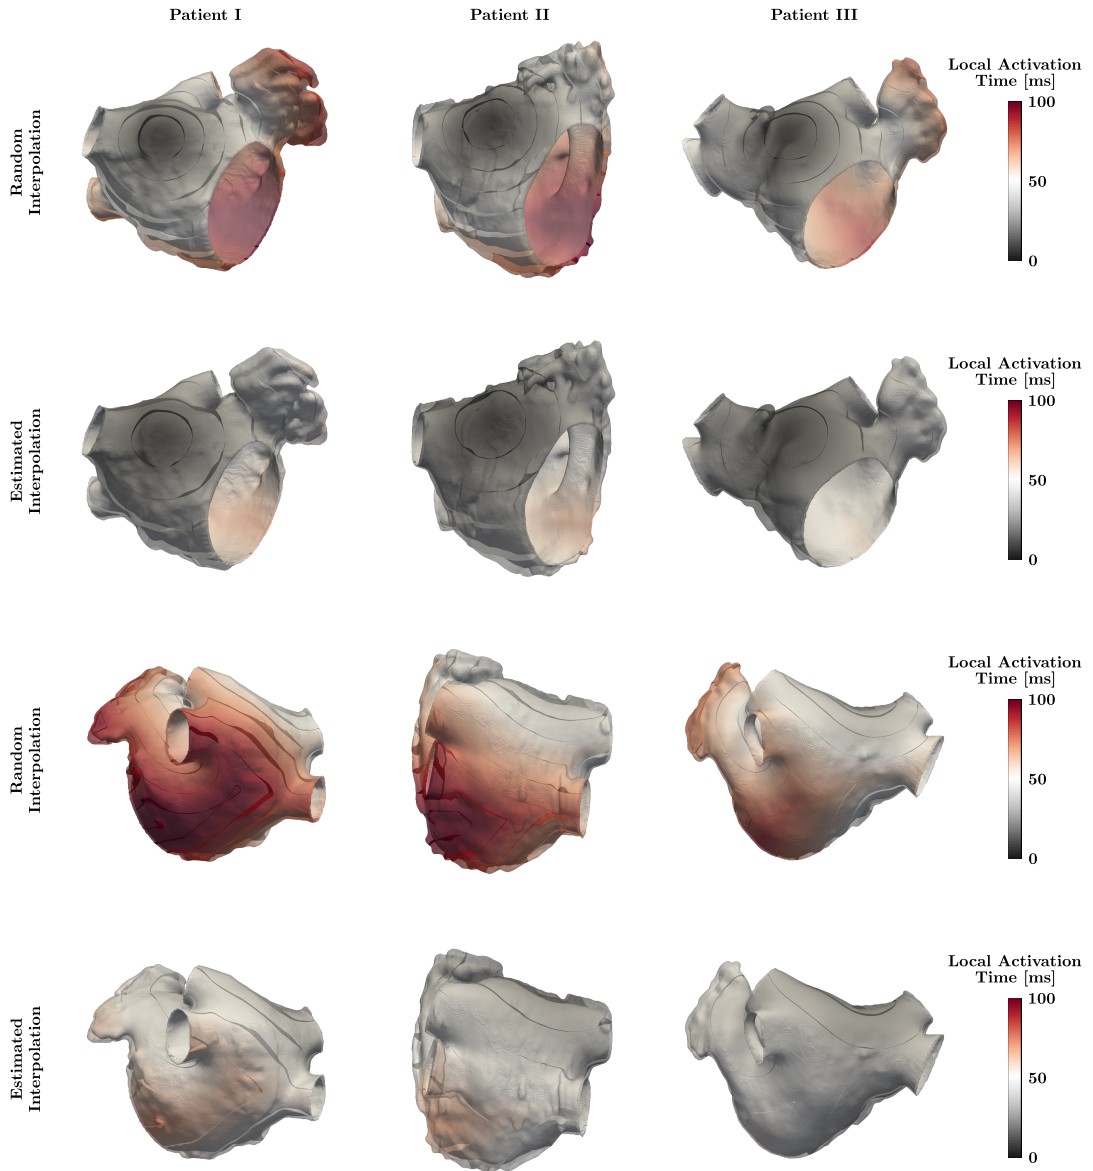 Patient I
Patient II
Patient III
Random
Interpolation
Local Activation
Time [ms]
100
50
0
Estimated
Interpolation
Local Activation
Time [ms]
100
50
0
Random
Interpolation
Local Activation
Time [ms]
100
50
0
Estimated
Interpolation
Local Activation
Time [ms]
100
50
0